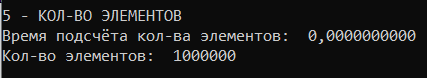 5 - КОЛ-ВО ЭЛЕМЕНТОВ
Время подсчёта кол-ва элементов:  0,0000000000
Кол-во элементов:  1000000